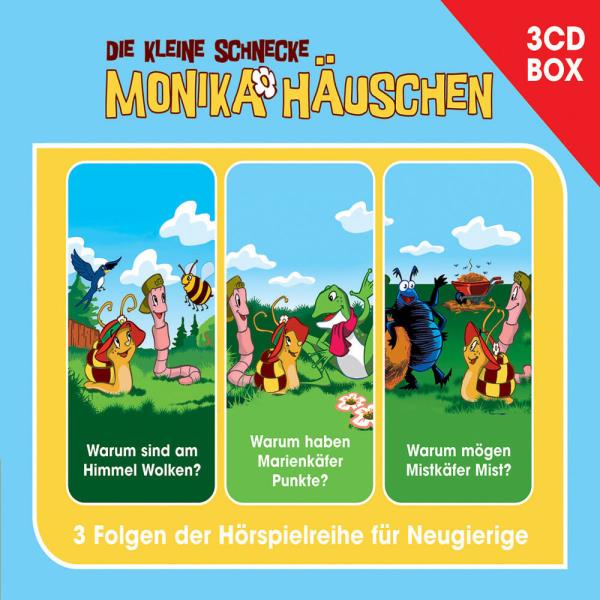 DIE KLEINE SCHNECKE
MONIKA HÄUSCHEN
3CD
BOX
Warum sind am
Himmel Wolken?
Warum haben
Marienkäfer
Punkte?
Warum mögen
Mistkäfer Mist?
3 Folgen der Hörspielreihe für Neugierige